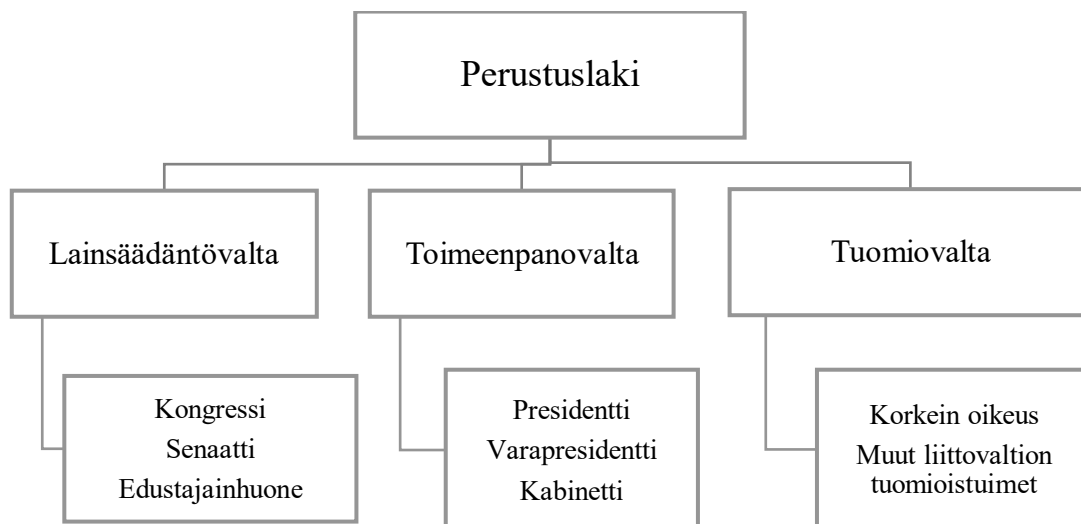 Perustuslaki
Lainsäädäntövalta
Toimeenpanovalta
Tuomiovalta
Kongressi
Senaatti
Edustajainhuone
Presidentti
Varapresidentti
Kabinetti
Korkein oikeus
Muut liittovaltion
tuomioistuimet